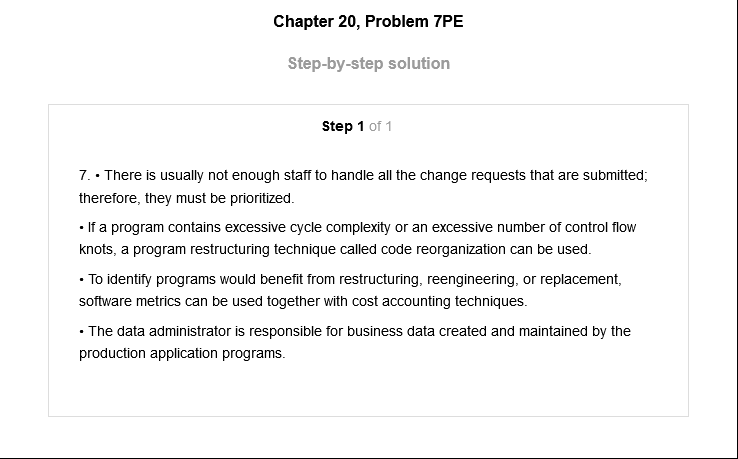 Chapter 20, Problem 7PE
Step-by-step solution
Step 1 of 1
7. • There is usually not enough staff to handle all the change requests that are submitted;
therefore, they must be prioritized.
• If a program contains excessive cycle complexity or an excessive number of control flow
knots, a program restructuring technique called code reorganization can be used.
• To identify programs would benefit from restructuring, reengineering, or replacement,
software metrics can be used together with cost accounting techniques.
• The data administrator is responsible for business data created and maintained by the
production application programs.